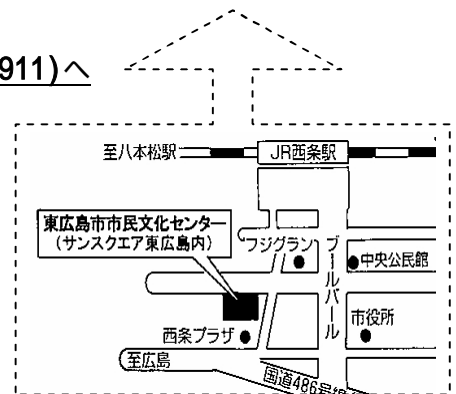 911)へ
至八本松駅
JR西条駅
東広島市市民文化センター
(サンスクエア東広島内)
フジグラン
ブールバール
中央公民館
西条プラザ
市役所
至広島
国道486号線